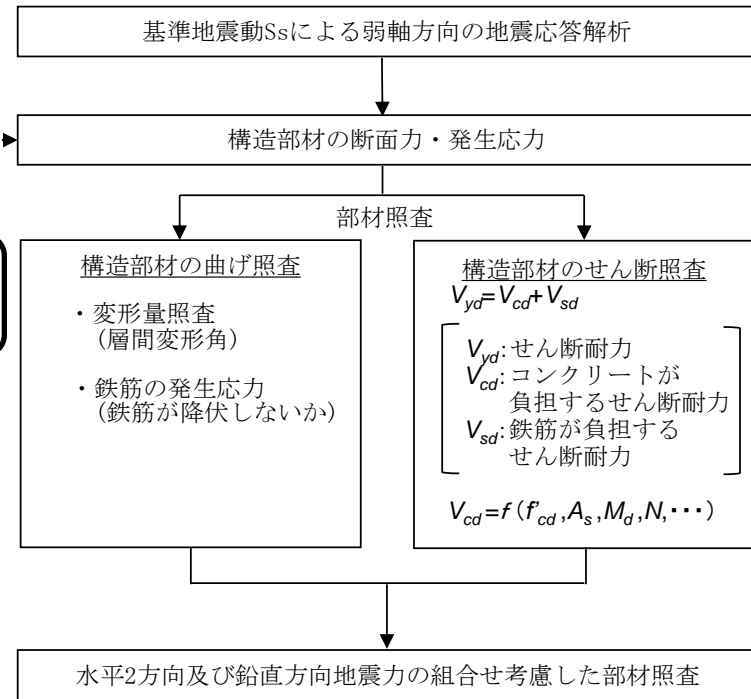 基準地震動Ssによる弱軸方向の地震応答解析
構造部材の断面力・発生応力
部材照査
構造部材の曲げ照査
・変形量照査
(層間変形角)
・鉄筋の発生応力
(鉄筋が降伏しないか)
構造部材のせん断照査
Vyd=Vcd+Vsd
Vyd:せん断耐力
Vcd:コンクリートが
負担するせん断耐力
Vsd:鉄筋が負担する
せん断耐力
Vcd=f(f'cd,As,Md,N,・・・)
水平2方向及び鉛直方向地震力の組合せ考慮した部材照査